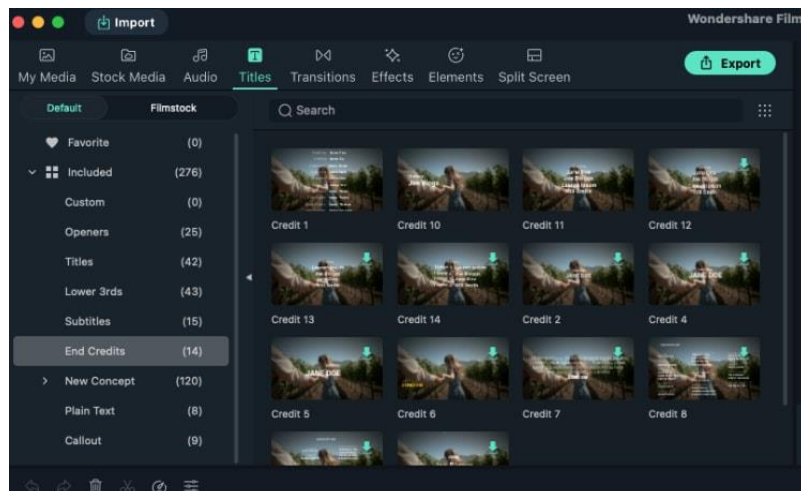 Import
Wondershare Film
My Media Stock Media Audio Titles Transitions Effects Elements Split Screen
Export
Default Filmstock
Search
Favorite (0)
Included (276)
Custom (0)
Openers (25)
Titles (42)
Lower 3rds (43)
Subtitles (15)
End Credits (14)
New Concept (120)
Plain Text (8)
Callout (9)
Credit 1 Credit 10 Credit 11 Credit 12
Credit 13 Credit 14 Credit 2 Credit 4
JANE DOE
JANE DOE
Credit 5 Credit 6 Credit 7 Credit 8